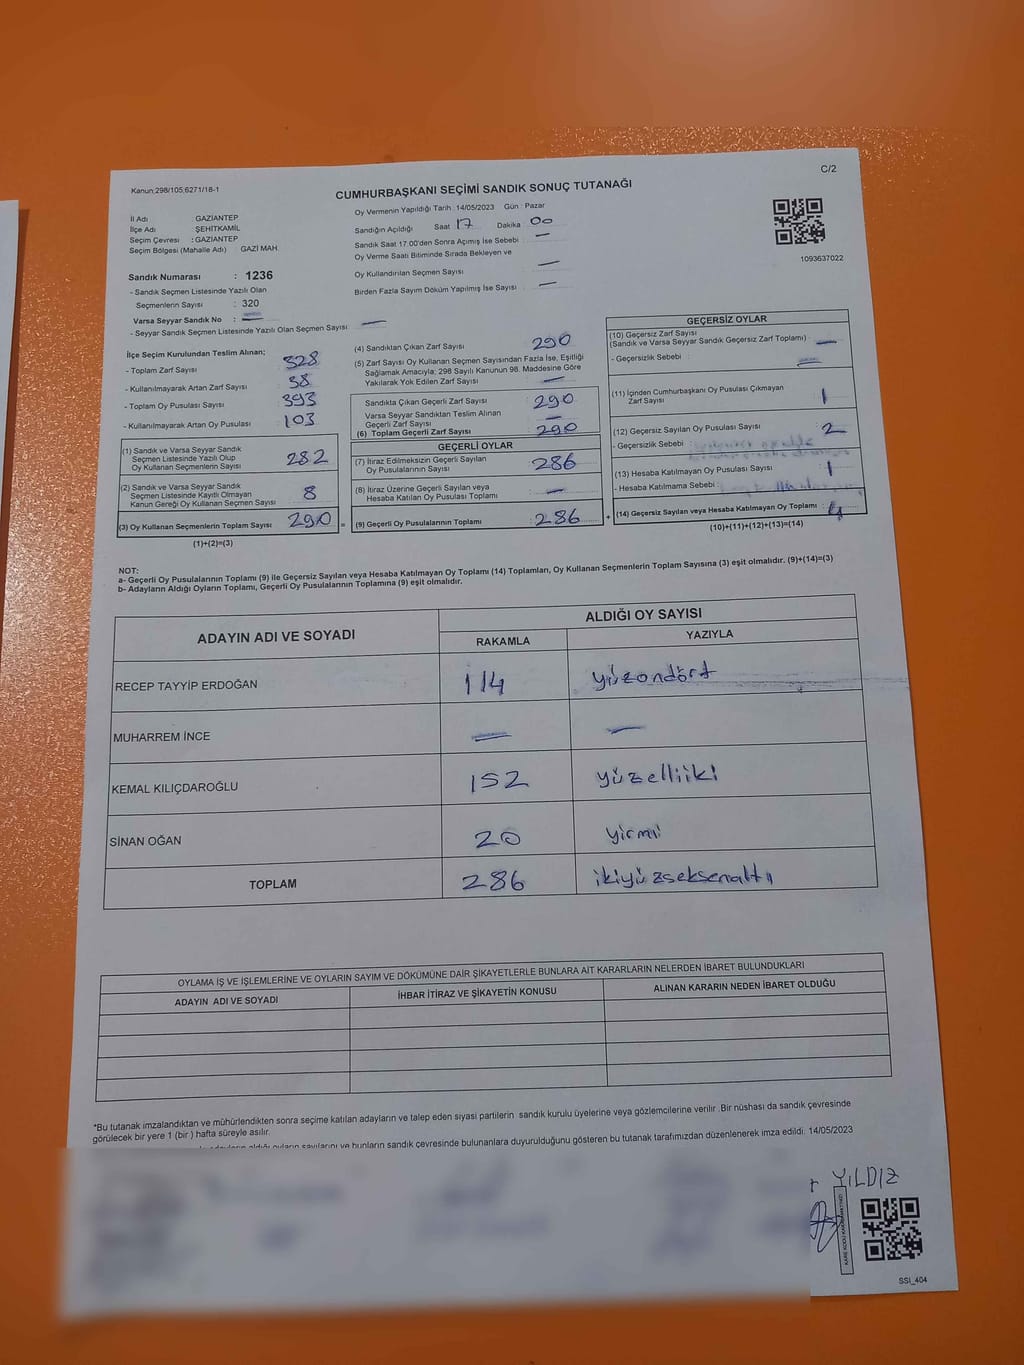 Kanun;298/105;6271/18-1
C/2
CUMHURBAŞKANI SEÇİMİ SANDIK SONUÇ TUTANAĞI
İl Adı : GAZİANTEP
İlçe Adı : ŞEHİTKAMİL
Seçim Çevresi : GAZİANTEP
Seçim Bölgesi (Mahalle Adı) GAZİ MAH.
Oy Vermenin Yapıldığı Tarih : 14/05/2023 Gün : Pazar
Sandığın Açıldığı Saat 17 Dakika 00
Sandık Saat 17.00'den Sonra Açımış İse Sebebi —
Oy Verme Saati Bitiminde Sırada Bekleyen ve
Oy Kullandırılan Seçmen Sayısı —
Birden Fazla Sayım Döküm Yapılmış İse Sayısı —
1093637022
Sandık Numarası : 1236
- Sandık Seçmen Listesinde Yazılı Olan
Seçmenlerin Sayısı : 320
Varsa Seyyar Sandık No : —
- Seyyar Sandık Seçmen Listesinde Yazılı Olan Seçmen Sayısı —
İlçe Seçim Kurulundan Teslim Alınan;
- Toplam Zarf Sayısı 328
- Kullanılmayarak Artan Zarf Sayısı 38
- Toplam Oy Pusulası Sayısı 393
- Kullanılmayarak Artan Oy Pusulası 103
(1) Sandık ve Varsa Seyyar Sandık
Seçmen Listesinde Yazılı Olup
Oy Kullanan Seçmenlerin Sayısı 282
(2) Sandık ve Varsa Seyyar Sandık
Seçmen Listesinde Kayıtlı Olmayan
Kanun Gereği Oy Kullanan Seçmen Sayısı 8
(3) Oy Kullanan Seçmenlerin Toplam Sayısı 290 =
(1)+(2)=(3)
(4) Sandıktan Çıkan Zarf Sayısı 290
(5) Zarf Sayısı Oy Kullanan Seçmen Sayısından Fazla İse, Eşitliği
Sağlamak Amacıyla; 298 Sayılı Kanunun 98. Maddesine Göre
Yakılarak Yok Edilen Zarf Sayısı —
Sandıkta Çıkan Geçerli Zarf Sayısı 290
Varsa Seyyar Sandıktan Teslim Alınan
Geçerli Zarf Sayısı —
(6) Toplam Geçerli Zarf Sayısı 290
GEÇERLİ OYLAR
(7) İtiraz Edilmeksizin Geçerli Sayılan
Oy Pusulalarının Sayısı 286
(8) İtiraz Üzerine Geçerli Sayılan veya
Hesaba Katılan Oy Pusulası Toplamı —
(9) Geçerli Oy Pusulalarının Toplamı 286 +
GEÇERSİZ OYLAR
(10) Geçersiz Zarf Sayısı
(Sandık ve Varsa Seyyar Sandık Geçersiz Zarf Toplamı) —
- Geçersizlik Sebebi : —
(11) İçinden Cumhurbaşkanı Oy Pusulası Çıkmayan
Zarf Sayısı 1
(12) Geçersiz Sayılan Oy Pusulası Sayısı 2
- Geçersizlik Sebebi
(13) Hesaba Katılmayan Oy Pusulası Sayısı 1
- Hesaba Katılmama Sebebi
(14) Geçersiz Sayılan veya Hesaba Katılmayan Oy Toplamı : 4
(10)+(11)+(12)+(13)=(14)
NOT:
a- Geçerli Oy Pusulalarının Toplamı (9) ile Geçersiz Sayılan veya Hesaba Katılmayan Oy Toplamı (14) Toplamları, Oy Kullanan Seçmenlerin Toplam Sayısına (3) eşit olmalıdır. (9)+(14)=(3)
b- Adayların Aldığı Oyların Toplamı, Geçerli Oy Pusulalarının Toplamına (9) eşit olmalıdır.
ADAYIN ADI VE SOYADI
ALDIĞI OY SAYISI
RAKAMLA YAZIYLA
RECEP TAYYİP ERDOĞAN 114 yüzondört
MUHARREM İNCE — —
KEMAL KILIÇDAROĞLU 152 yüzelliiki
SİNAN OĞAN 20 yirmi
TOPLAM 286 ikiyüzseksenaltı
OYLAMA İŞ VE İŞLEMLERİNE VE OYLARIN SAYIM VE DÖKÜMÜNE DAİR ŞİKAYETLERLE BUNLARA AİT KARARLARIN NELERDEN İBARET BULUNDUKLARI
ADAYIN ADI VE SOYADI İHBAR İTİRAZ VE ŞİKAYETİN KONUSU ALINAN KARARIN NEDEN İBARET OLDUĞU
*Bu tutanak imzalandıktan ve mühürlendikten sonra seçime katılan adayların ve talep eden siyasi partilerin sandık kurulu üyelerine veya gözlemcilerine verilir .Bir nüshası da sandık çevresinde
görülecek bir yere 1 (bir ) hafta süreyle asılır.
aldığı oyların sayılarını ve bunların sandık çevresinde bulunanlara duyurulduğunu gösteren bu tutanak tarafımızdan düzenlenerek imza edildi. 14/05/2023
YILDIZ
SSI_404